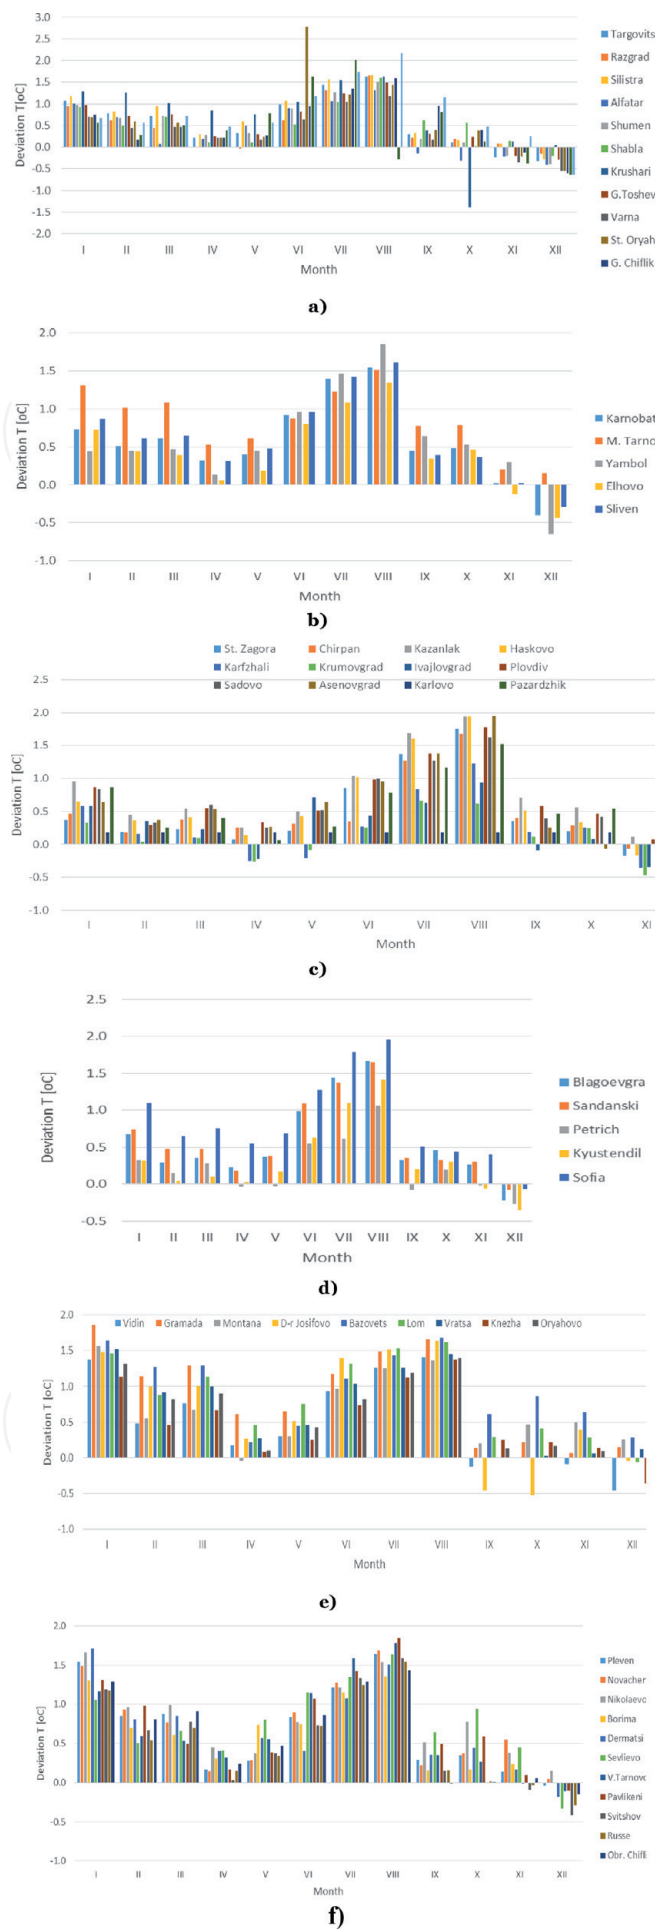 3.0
2.5
2.0
1.5
1.0
0.5
0.0
-0.5
-1.0
-1.5
-2.0
Deviation T[oC]
I II III IV V VI VII VIII IX X XI XII
Month
Targovits
Razgrad
Silistra
Alfatar
Shumen
Shabla
Krushari
G.Toshev
Varna
St. Oryah
G. Chiflik
a)
2.0
1.5
1.0
0.5
0.0
-0.5
-1.0
Deviation T [oC]
I II III IV V VI VII VIII IX X XI XII
Month
Karnobat
M. Tarno
Yambol
Elhovo
Sliven
b)
St. Zagora Chirpan Kazanlak Haskovo
Karfzhali Krumovgrad Ivajlovgrad Plovdiv
Sadovo Asenovgrad Karlovo Pazardzhik
2.5
2.0
1.5
1.0
0.5
0.0
-0.5
-1.0
Deviation T [oC]
I II III IV V VI VII VIII IX X XI
Month
c)
2.5
2.0
1.5
1.0
0.5
0.0
-0.5
Deviation T [oC]
I II III IV V VI VII VIII IX X XI XII
Month
Blagoevgra
Sandanski
Petrich
Kyustendil
Sofia
d)
Vidin Gramada Montana D-r Josifovo Bazovets Lom Vratsa Knezha Oryahovo
2.0
1.5
1.0
0.5
0.0
-0.5
-1.0
Deviation T [oC]
I II III IV V VI VII VIII IX X XI XII
Month
e)
2.0
1.5
1.0
0.5
0.0
-0.5
-1.0
Deviation T [oC]
I II III IV V VI VII VIII IX X XI XII
Month
Pleven
Novacher
Nikolaevo
Borima
Dermatsi
Sevlievo
V.Tarnovo
Pavlikeni
Svitshov
Russe
Obr. Chifli
f)